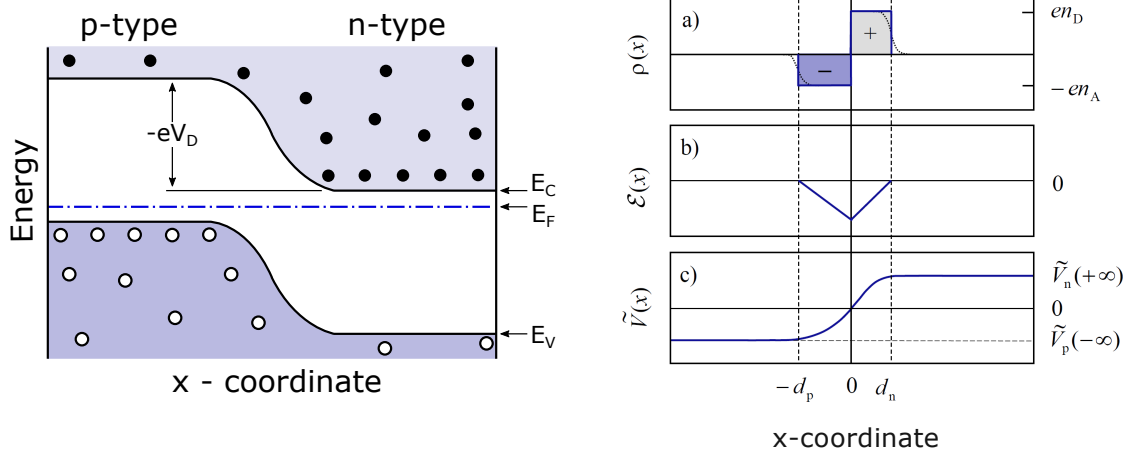 p-type
n-type
-eV_D
E_C
E_F
E_V
Energy
x - coordinate
a)
+
−
ρ(x)
en_D
−en_A
b)
ℰ(x)
0
c)
Ṽ(x)
Ṽ_n(+∞)
0
Ṽ_p(−∞)
−d_p
0
d_n
x-coordinate